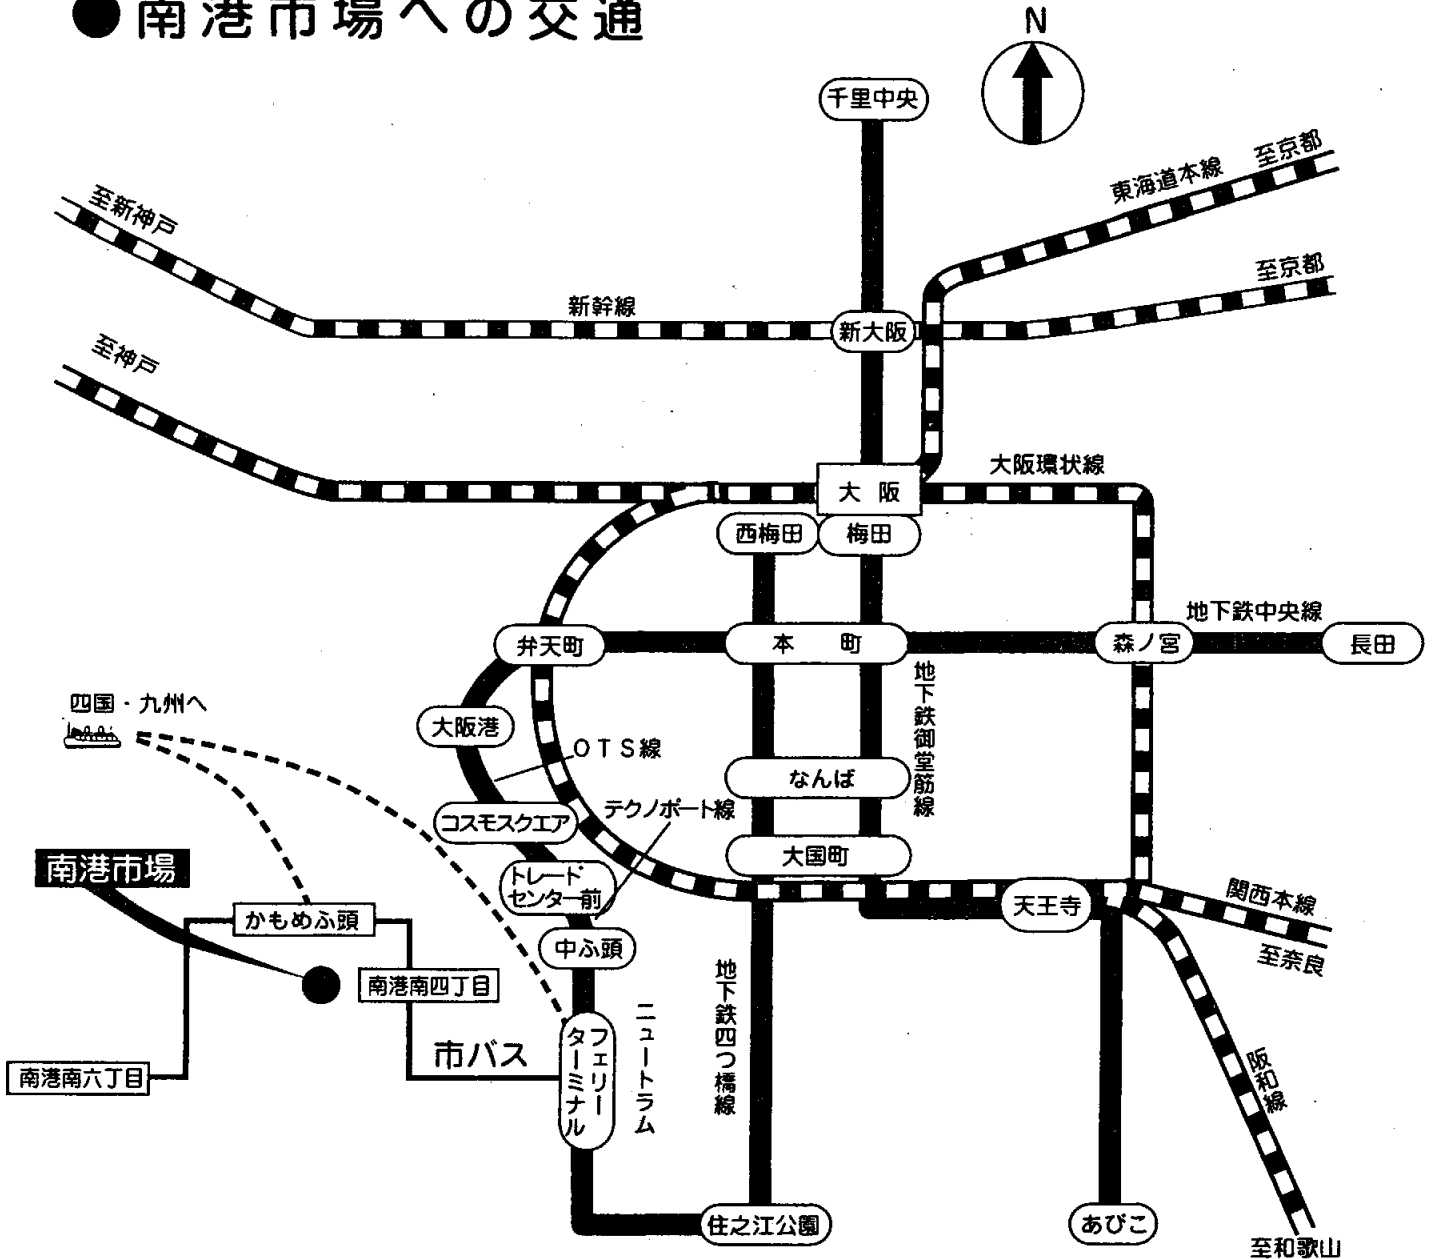 ●南港市場への交通
N
千里中央
東海道本線
至京都
至新神戸
至京都
新幹線
新大阪
至神戸
大阪環状線
大阪
西梅田
梅田
地下鉄中央線
弁天町
本町
森ノ宮
長田
地下鉄御堂筋線
四国・九州へ
大阪港
OTS線
なんば
コスモスクエア
テクノポート線
大国町
南港市場
トレード
センター前
関西本線
天王寺
かもめふ頭
中ふ頭
至奈良
南港南四丁目
地下鉄四つ橋線
ニュートラム
市バス
フェリー
ターミナル
阪和線
南港南六丁目
住之江公園
あびこ
至和歌山